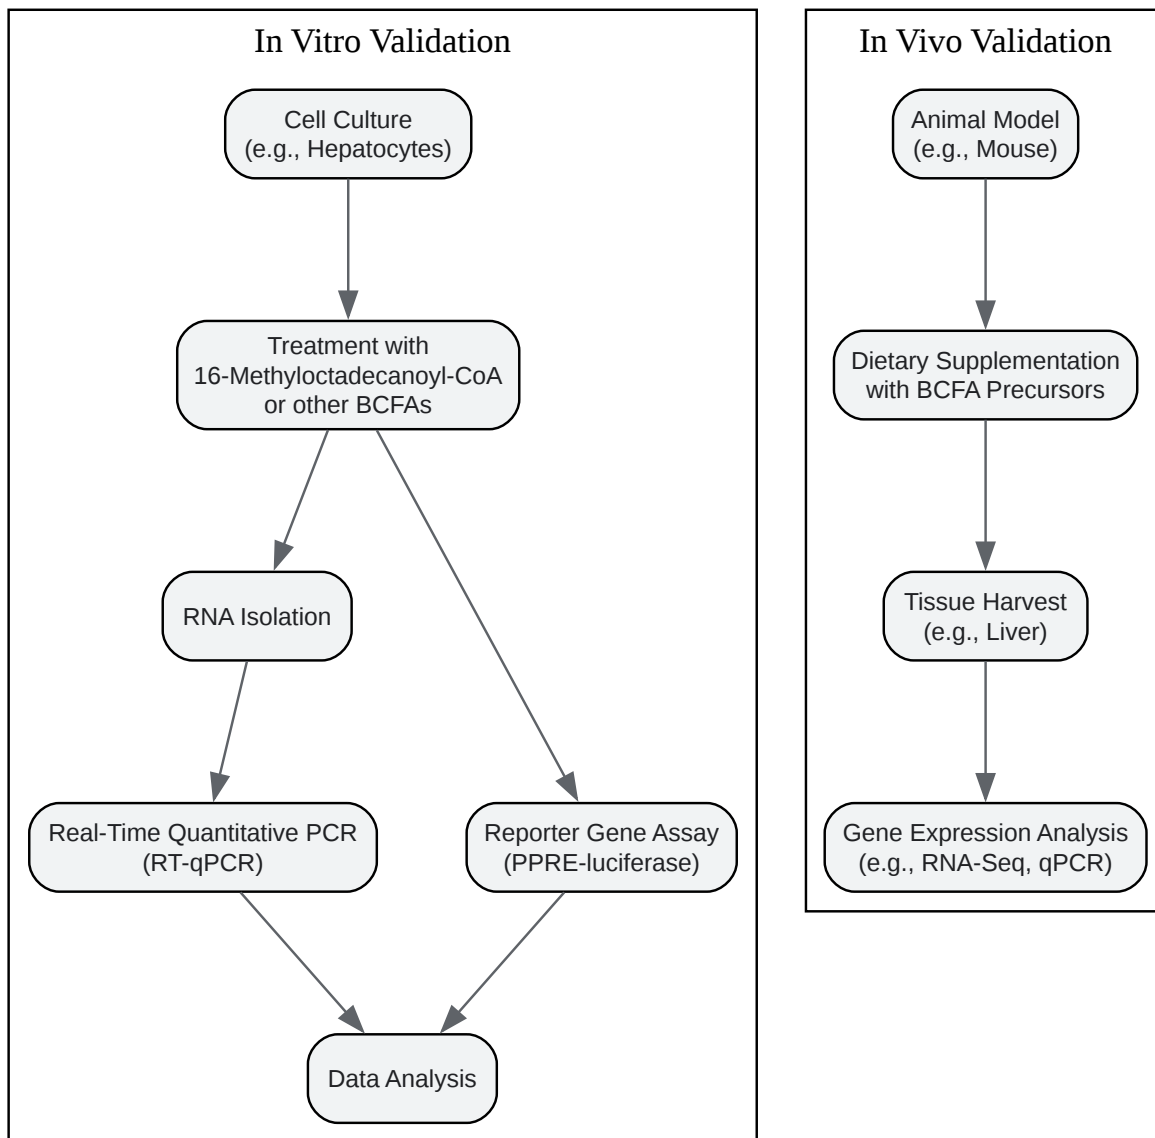 In Vitro Validation
Cell Culture
(e.g., Hepatocytes)
Treatment with
16-Methyloctadecanoyl-CoA
or other BCFAs
RNA Isolation
Real-Time Quantitative PCR
(RT-qPCR)
Reporter Gene Assay
(PPRE-luciferase)
Data Analysis
In Vivo Validation
Animal Model
(e.g., Mouse)
Dietary Supplementation
with BCFA Precursors
Tissue Harvest
(e.g., Liver)
Gene Expression Analysis
(e.g., RNA-Seq, qPCR)